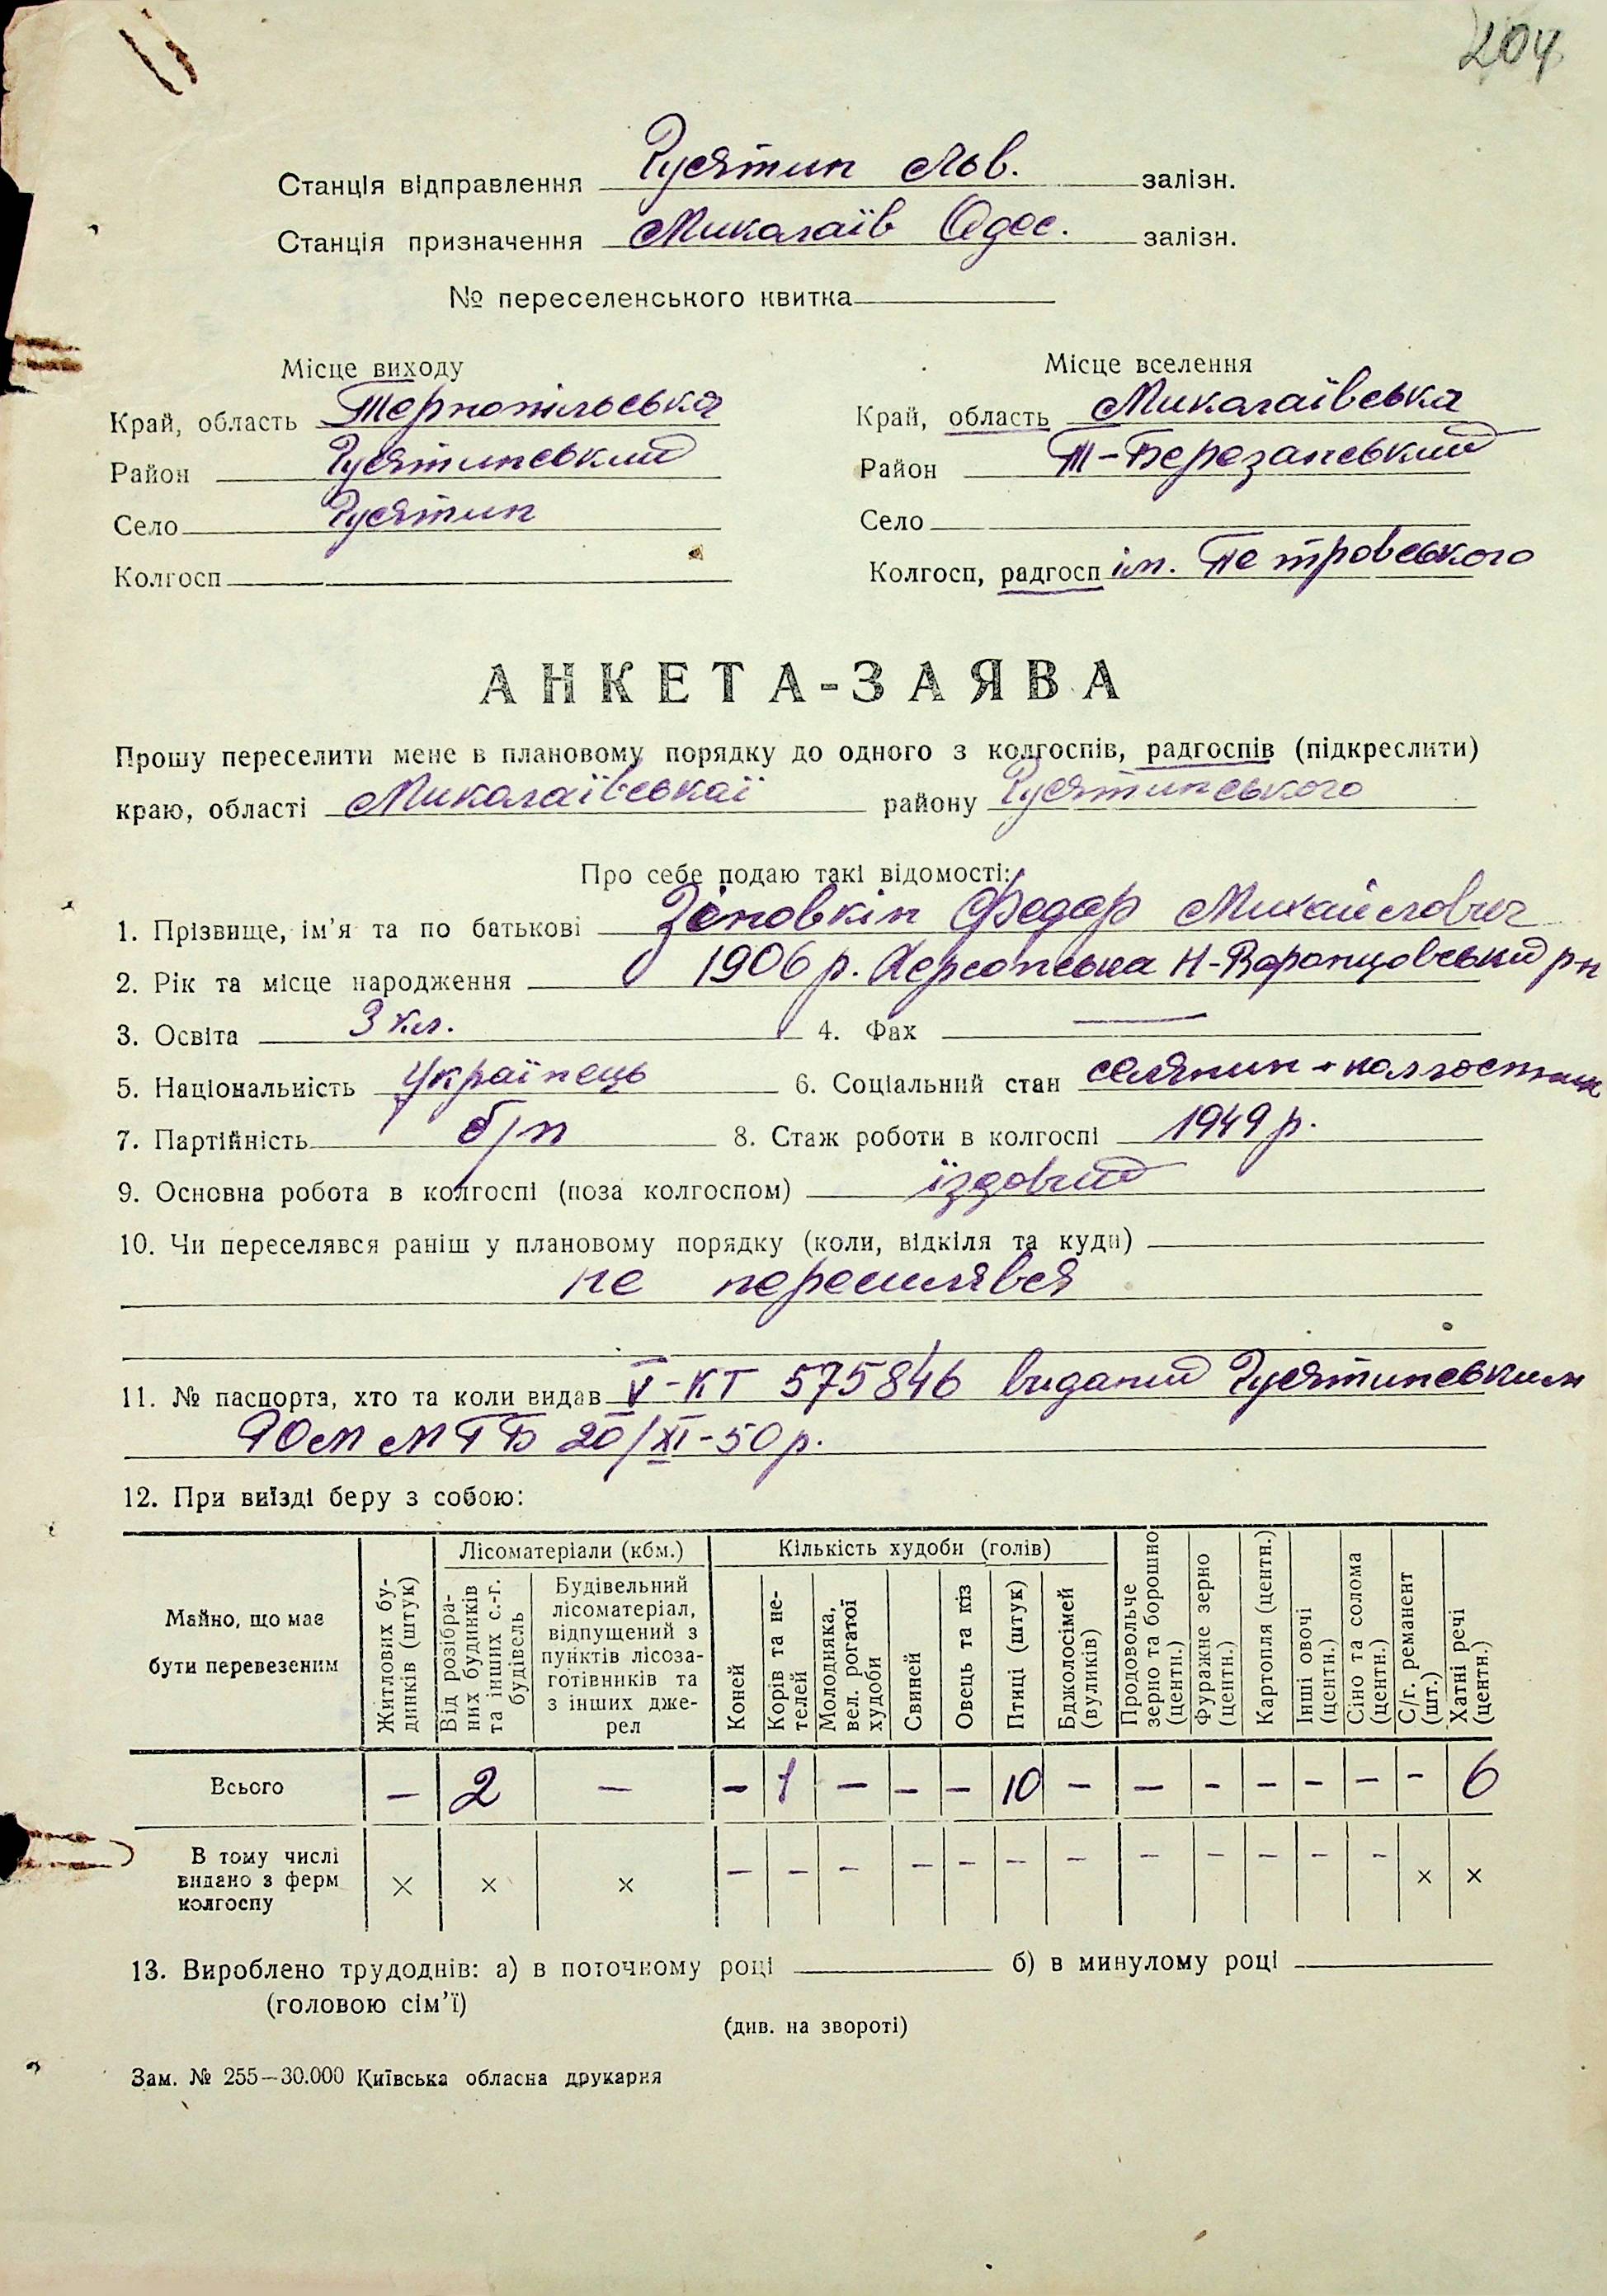 204
Станція відправлення Гусятин Льв. залізн.
Станція призначення Миколаїв Одес. залізн.
№ переселенського квитка
Місце виходу
Край, область Тернопільська
Район Гусятинський
Село Гусятин
Колгосп
Місце вселення
Край, область Миколаївська
Район Т-Березанський
Село
Колгосп, радгосп ім. Петровського
АНКЕТА-ЗАЯВА
Прошу переселити мене в плановому порядку до одного з колгоспів, радгоспів (підкреслити)
краю, області Миколаївської району Гусятинського
Про себе подаю такі відомості:
1. Прізвище, ім'я та по батькові Зіновкін Федор Михайлович
2. Рік та місце народження 1906 р. Херсонська Н-Воронцовський рн
3. Освіта 3 кл. 4. Фах —
5. Національність Українець 6. Соціальний стан селянин-колгоспник
7. Партійність б/п 8. Стаж роботи в колгоспі 1949 р.
9. Основна робота в колгоспі (поза колгоспом) їздовий
10. Чи переселявся раніш у плановому порядку (коли, відкіля та куди)
не переселявся
11. № паспорта, хто та коли видав V-КТ 575846 виданий Гусятинським
РОМ МГБ 20/XI-50 р.
12. При виїзді беру з собою:
Майно, що має бути перевезеним
Житлових будинків (штук)
Лісоматеріали (кбм.)
Від розібраних будинків та інших с.-г. будівель
Будівельний лісоматеріал, відпущений з пунктів лісозаготівників та з інших джерел
Кількість худоби (голів)
Коней
Корів та нетелей
Молодняка, вел. рогатої худоби
Свиней
Овець та кіз
Птиці (штук)
Бджолосімей (вуликів)
Продовольче зерно та борошно (центн.)
Фуражне зерно (центн.)
Картопля (центн.)
Інші овочі (центн.)
Сіно та солома (центн.)
С/г. реманент (шт.)
Хатні речі (центн.)
Всього — 2 — — 1 — — — 10 — — — — — — — 6
В тому числі видано з ферм колгоспу × × × — — — — — — — — — — — — × ×
13. Вироблено трудоднів: а) в поточному році б) в минулому році
(головою сім'ї)
(див. на звороті)
Зам. № 255—30.000 Київська обласна друкарня